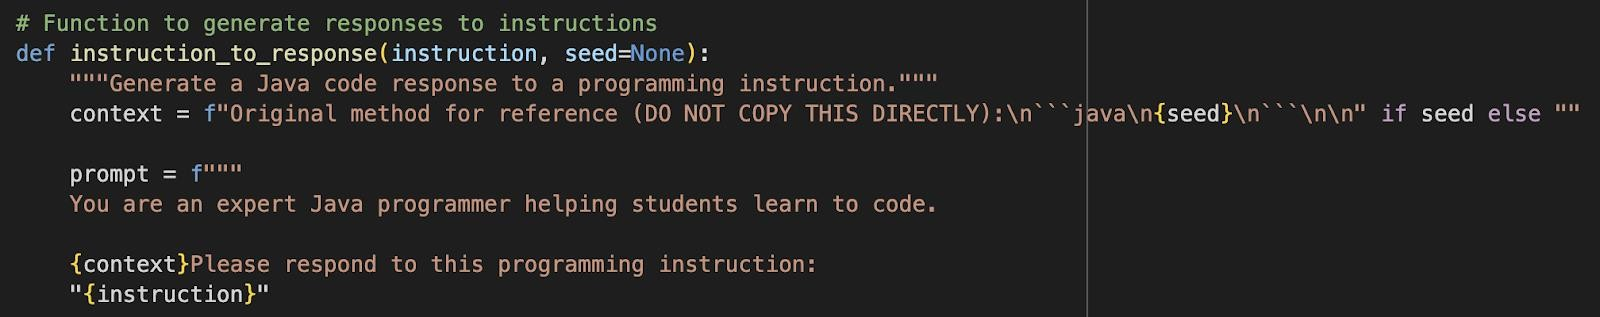 # Function to generate responses to instructions
def instruction_to_response(instruction, seed=None):
    """Generate a Java code response to a programming instruction."""
    context = f"Original method for reference (DO NOT COPY THIS DIRECTLY):\n```java\n{seed}\n```\n\n" if seed else ""

    prompt = f"""
    You are an expert Java programmer helping students learn to code.

    {context}Please respond to this programming instruction:
    "{instruction}"